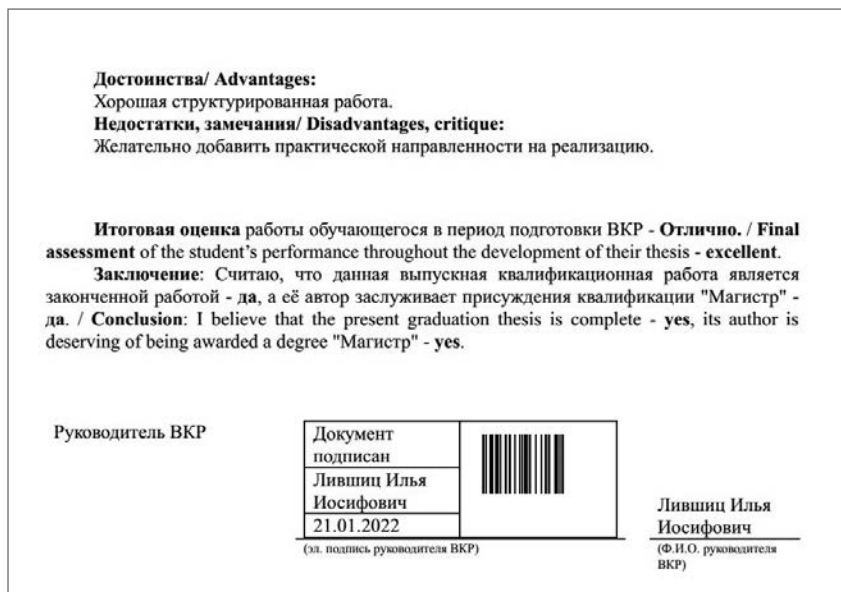 Достоинства/ Advantages:
Хорошая структурированная работа.
Недостатки, замечания/ Disadvantages, critique:
Желательно добавить практической направленности на реализацию.
Итоговая оценка работы обучающегося в период подготовки ВКР - Отлично. / Final
assessment of the student's performance throughout the development of their thesis - excellent.
Заключение: Считаю, что данная выпускная квалификационная работа является
законченной работой - да, а её автор заслуживает присуждения квалификации "Магистр" -
да. / Conclusion: I believe that the present graduation thesis is complete - yes, its author is
deserving of being awarded a degree "Магистр" - yes.
Руководитель ВКР
Документ
подписан
Лившиц Илья
Иосифович
21.01.2022
(эл. подпись руководителя ВКР)
Лившиц Илья
Иосифович
(Ф.И.О. руководителя
ВКР)